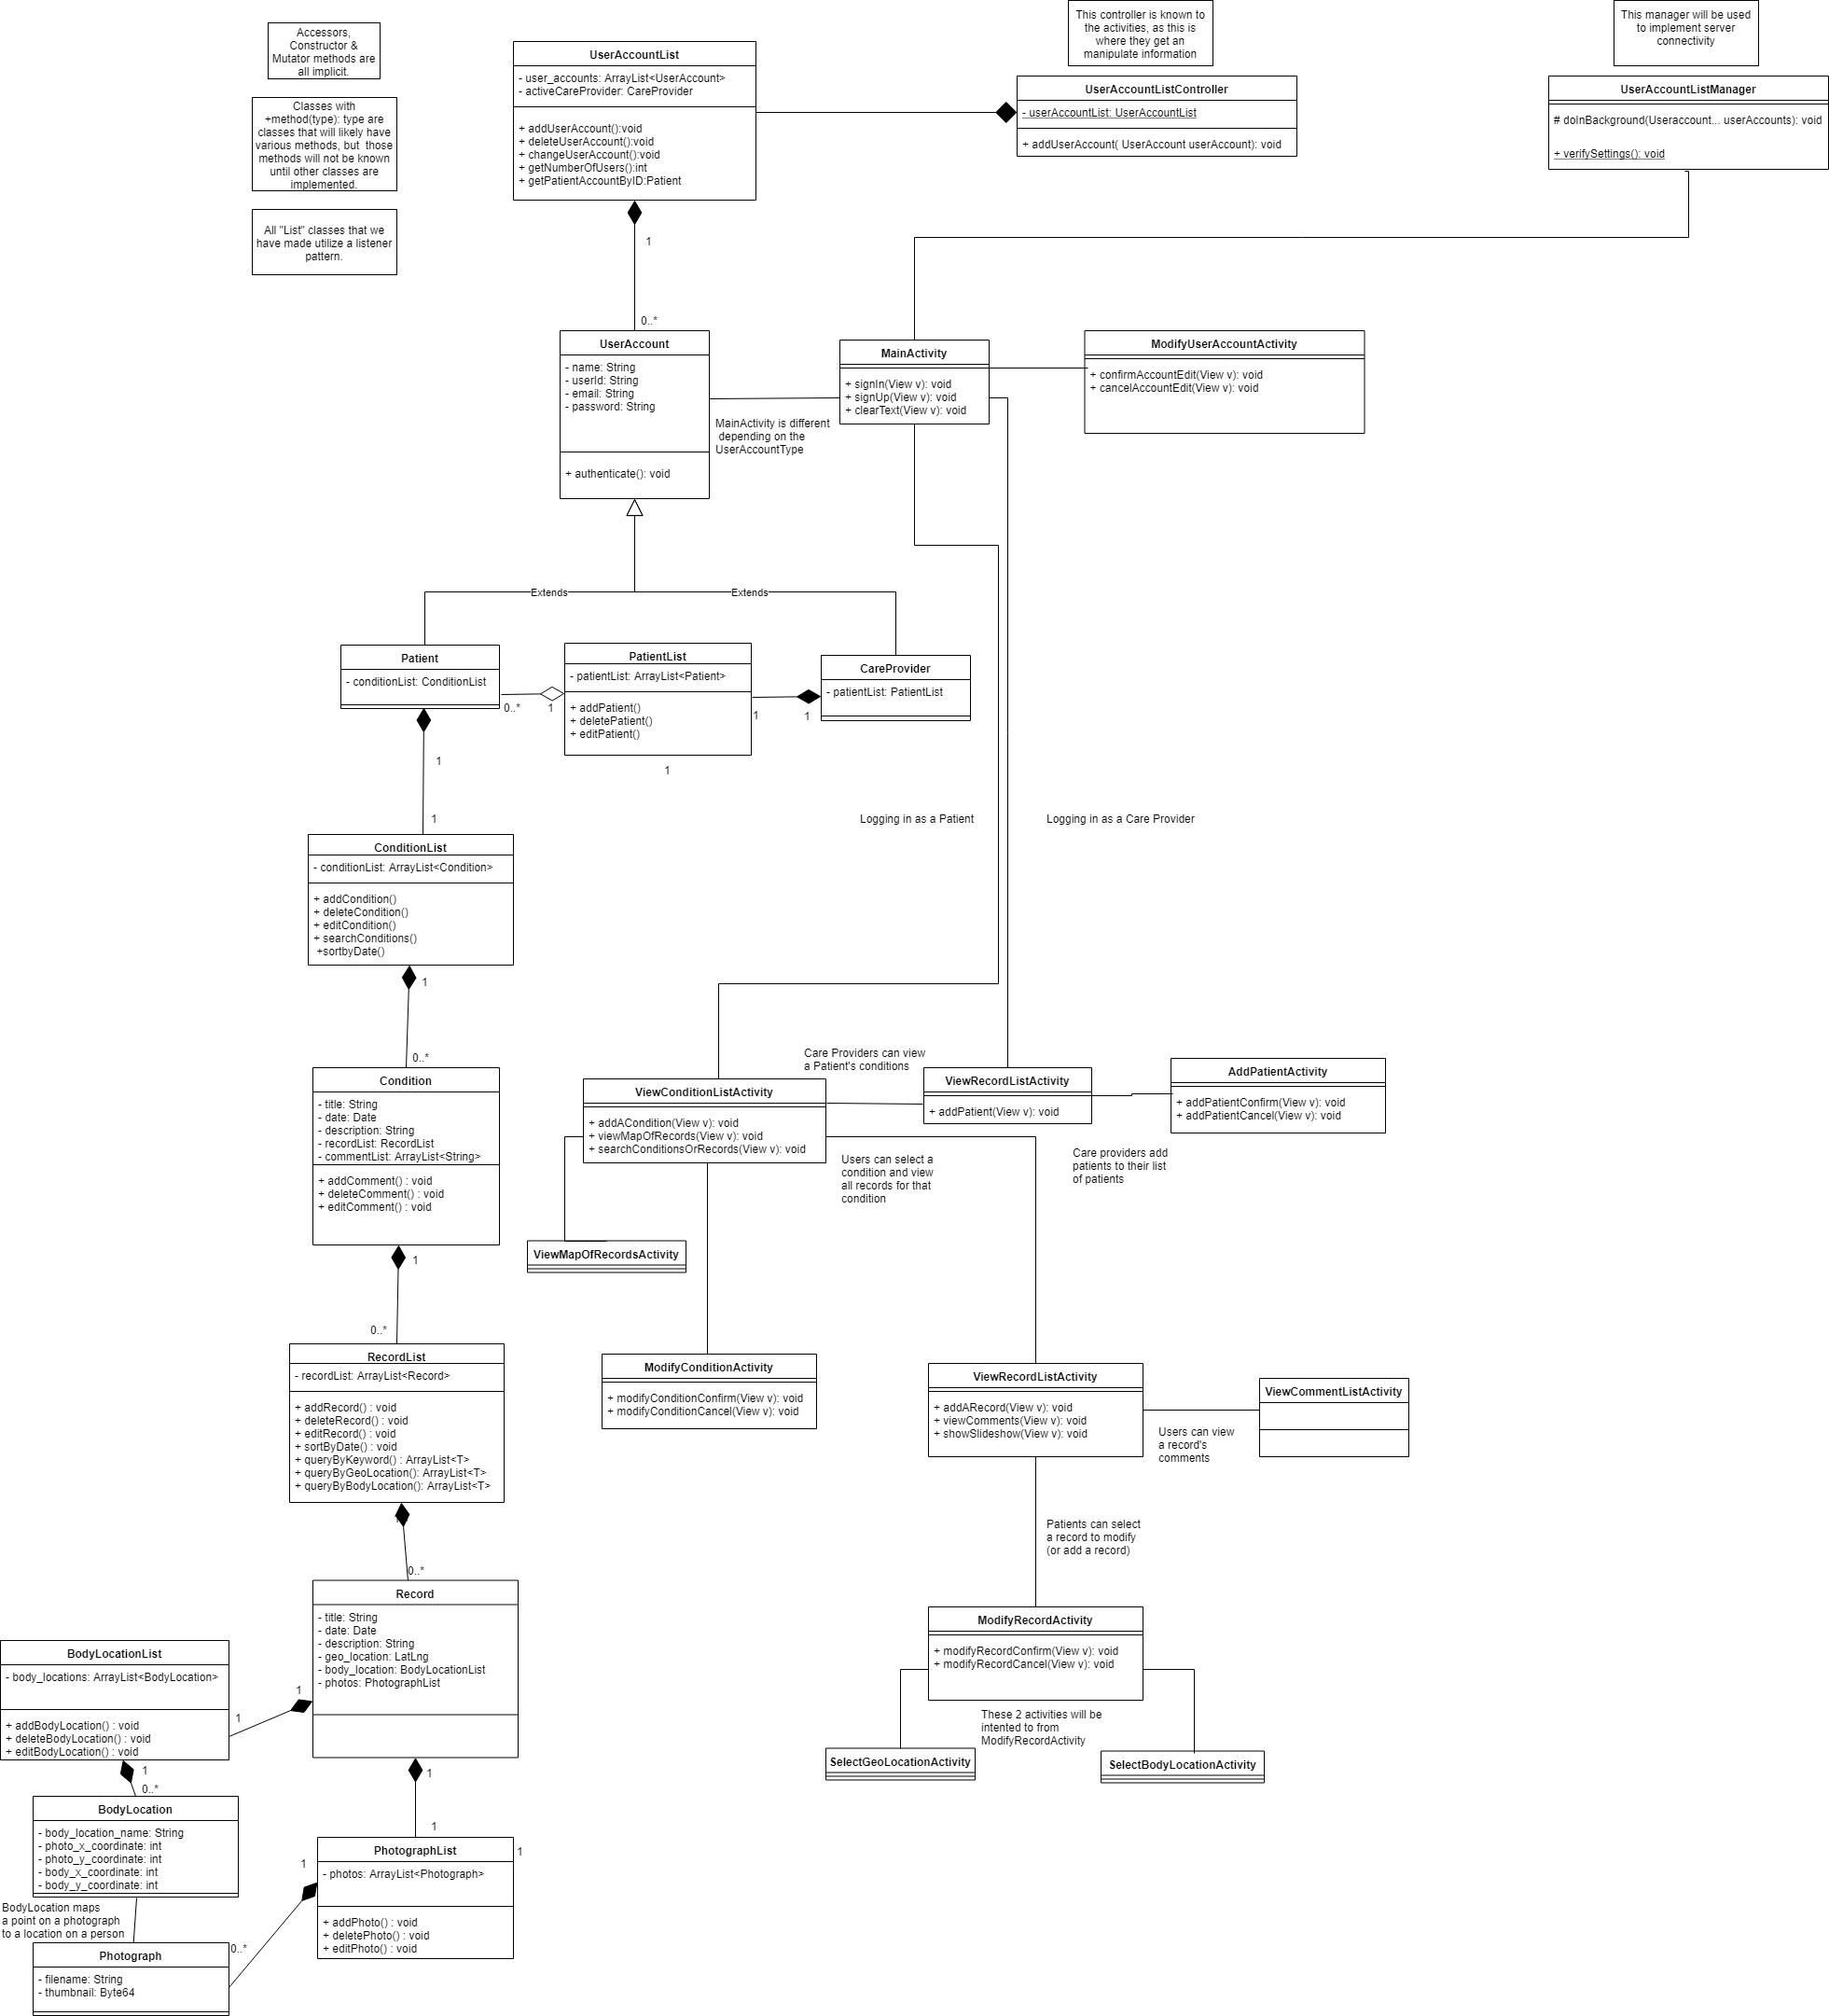 Accessors,
Constructor &
Mutator methods are
all implicit.
Classes with
+method(type): type are
classes that will likely have
various methods, but  those
methods will not be known
until other classes are
implemented.
All "List" classes that we
have made utilize a listener
pattern.
UserAccountList
- user_accounts: ArrayList<UserAccount>
- activeCareProvider: CareProvider
+ addUserAccount():void
+ deleteUserAccount():void
+ changeUserAccount():void
+ getNumberOfUsers():int
+ getPatientAccountByID:Patient
This controller is known to
the activities, as this is
where they get an
manipulate information
UserAccountListController
- userAccountList: UserAccountList
+ addUserAccount( UserAccount userAccount): void
This manager will be used
to implement server
connectivity
UserAccountListManager
# doInBackground(Useraccount... userAccounts): void
+ verifySettings(): void
1
0..*
UserAccount
- name: String
- userId: String
- email: String
- password: String
+ authenticate(): void
MainActivity
+ signIn(View v): void
+ signUp(View v): void
+ clearText(View v): void
MainActivity is different
depending on the
UserAccountType
ModifyUserAccountActivity
+ confirmAccountEdit(View v): void
+ cancelAccountEdit(View v): void
Extends
Extends
Patient
- conditionList: ConditionList
0..*
1
PatientList
- patientList: ArrayList<Patient>
+ addPatient()
+ deletePatient()
+ editPatient()
1
1
1
CareProvider
- patientList: PatientList
1
1
Logging in as a Patient
Logging in as a Care Provider
ConditionList
- conditionList: ArrayList<Condition>
+ addCondition()
+ deleteCondition()
+ editCondition()
+ searchConditions()
+sortbyDate()
1
0..*
Condition
- title: String
- date: Date
- description: String
- recordList: RecordList
- commentList: ArrayList<String>
+ addComment() : void
+ deleteComment() : void
+ editComment() : void
Care Providers can view
a Patient's conditions
ViewConditionListActivity
+ addACondition(View v): void
+ viewMapOfRecords(View v): void
+ searchConditionsOrRecords(View v): void
ViewRecordListActivity
+ addPatient(View v): void
AddPatientActivity
+ addPatientConfirm(View v): void
+ addPatientCancel(View v): void
Users can select a
condition and view
all records for that
condition
Care providers add
patients to their list
of patients
ViewMapOfRecordsActivity
1
0..*
RecordList
- recordList: ArrayList<Record>
+ addRecord() : void
+ deleteRecord() : void
+ editRecord() : void
+ sortByDate() : void
+ queryByKeyword() : ArrayList<T>
+ queryByGeoLocation(): ArrayList<T>
+ queryByBodyLocation(): ArrayList<T>
ModifyConditionActivity
+ modifyConditionConfirm(View v): void
+ modifyConditionCancel(View v): void
ViewRecordListActivity
+ addARecord(View v): void
+ viewComments(View v): void
+ showSlideshow(View v): void
ViewCommentListActivity
Users can view
a record's
comments
Patients can select
a record to modify
(or add a record)
0..*
Record
- title: String
- date: Date
- description: String
- geo_location: LatLng
- body_location: BodyLocationList
- photos: PhotographList
ModifyRecordActivity
+ modifyRecordConfirm(View v): void
+ modifyRecordCancel(View v): void
These 2 activities will be
intented to from
ModifyRecordActivity
SelectGeoLocationActivity
SelectBodyLocationActivity
BodyLocationList
- body_locations: ArrayList<BodyLocation>
+ addBodyLocation() : void
+ deleteBodyLocation() : void
+ editBodyLocation() : void
1
1
1
0..*
1
1
BodyLocation
- body_location_name: String
- photo_x_coordinate: int
- photo_y_coordinate: int
- body_x_coordinate: int
- body_y_coordinate: int
PhotographList
- photos: ArrayList<Photograph>
+ addPhoto() : void
+ deletePhoto() : void
+ editPhoto() : void
1
1
0..*
BodyLocation maps
a point on a photograph
to a location on a person
Photograph
- filename: String
- thumbnail: Byte64